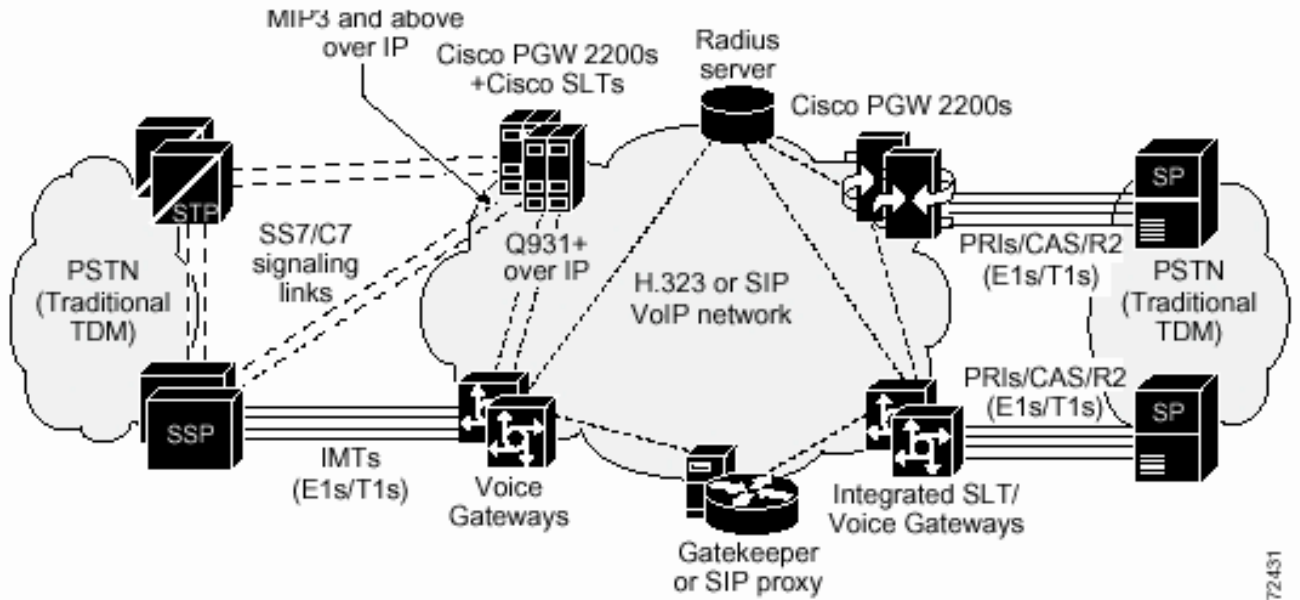 MIP3 and above
over IP
Cisco PGW 2200s
+Cisco SLTs
Radius
server
Cisco PGW 2200s
STP
SP
SS7/C7
signaling
links
Q931+
over IP
PRIs/CAS/R2
(E1s/T1s)
PSTN
(Traditional
TDM)
H.323 or SIP
VoIP network
PSTN
(Traditional
TDM)
PRIs/CAS/R2
(E1s/T1s)
SSP
SP
IMTs
(E1s/T1s)
Voice
Gateways
Integrated SLT/
Voice Gateways
Gatekeeper
or SIP proxy
72431